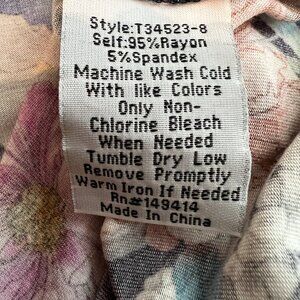 Style:T34523-8
Self:95%Rayon
5%Spandex
Machine Wash Cold
With like Colors
Only Non-
Chlorine Bleach
When Needed
Tumble Dry Low
Remove Promptly
Warm Iron If Needed
Rn#149414
Made In China